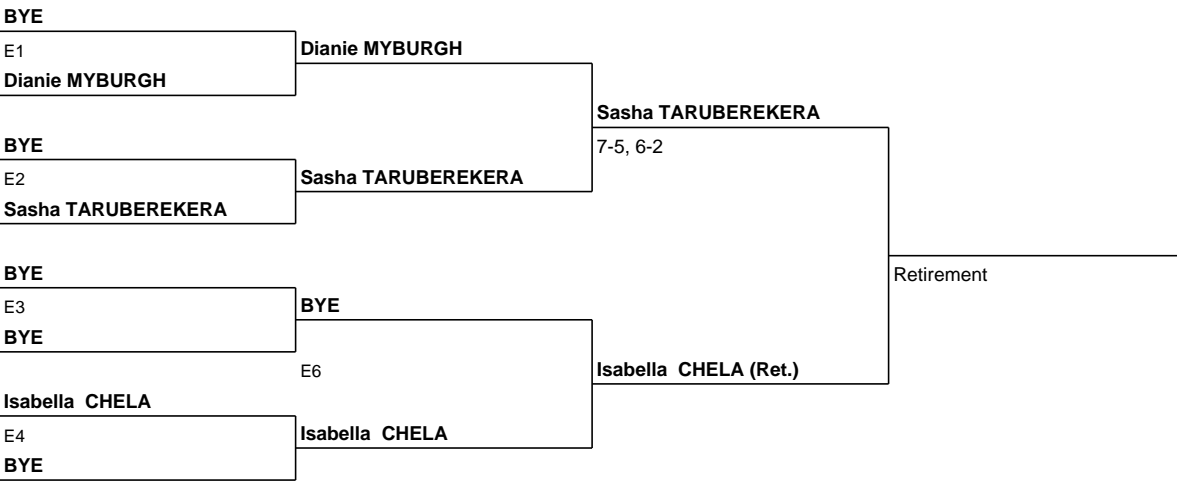 BYE
E1
Dianie MYBURGH
Dianie MYBURGH
BYE
E2
Sasha TARUBEREKERA
Sasha TARUBEREKERA
Sasha TARUBEREKERA
7-5, 6-2
BYE
E3
BYE
BYE
E6
Isabella CHELA
E4
BYE
Isabella CHELA
Isabella CHELA (Ret.)
Retirement